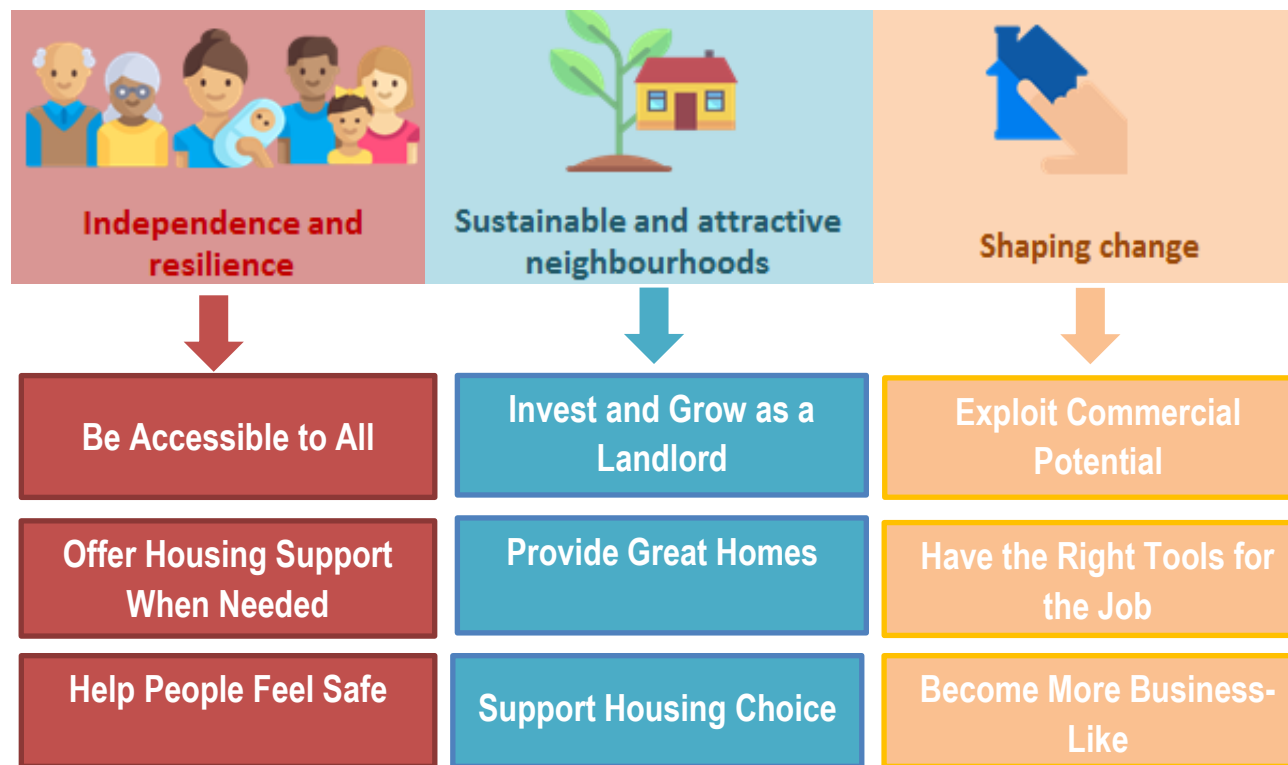 Independence and
resilience
Sustainable and attractive
neighbourhoods
Shaping change
Be Accessible to All
Invest and Grow as a
Landlord
Exploit Commercial
Potential
Offer Housing Support
When Needed
Provide Great Homes
Have the Right Tools for
the Job
Help People Feel Safe
Support Housing Choice
Become More Business-
Like